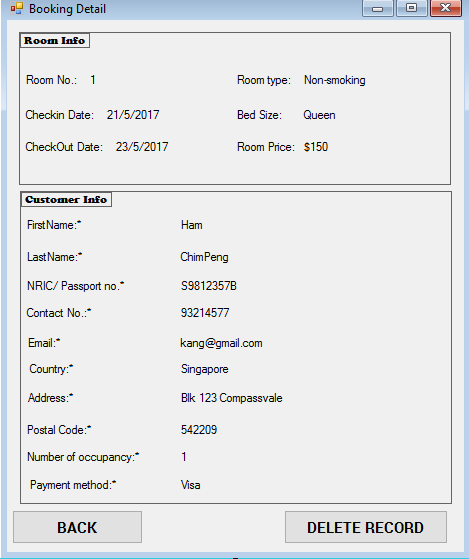 Booking Detail
Room Info
Room No.: 1 Room type: Non-smoking
Checkin Date: 21/5/2017 Bed Size: Queen
CheckOut Date: 23/5/2017 Room Price: $150
Customer Info
FirstName:* Ham
LastName:* ChimPeng
NRIC/ Passport no.* S9812357B
Contact No.:* 93214577
Email:* kang@gmail.com
Country:* Singapore
Address:* Blk 123 Compassvale
Postal Code:* 542209
Number of occupancy:* 1
Payment method:* Visa
BACK DELETE RECORD